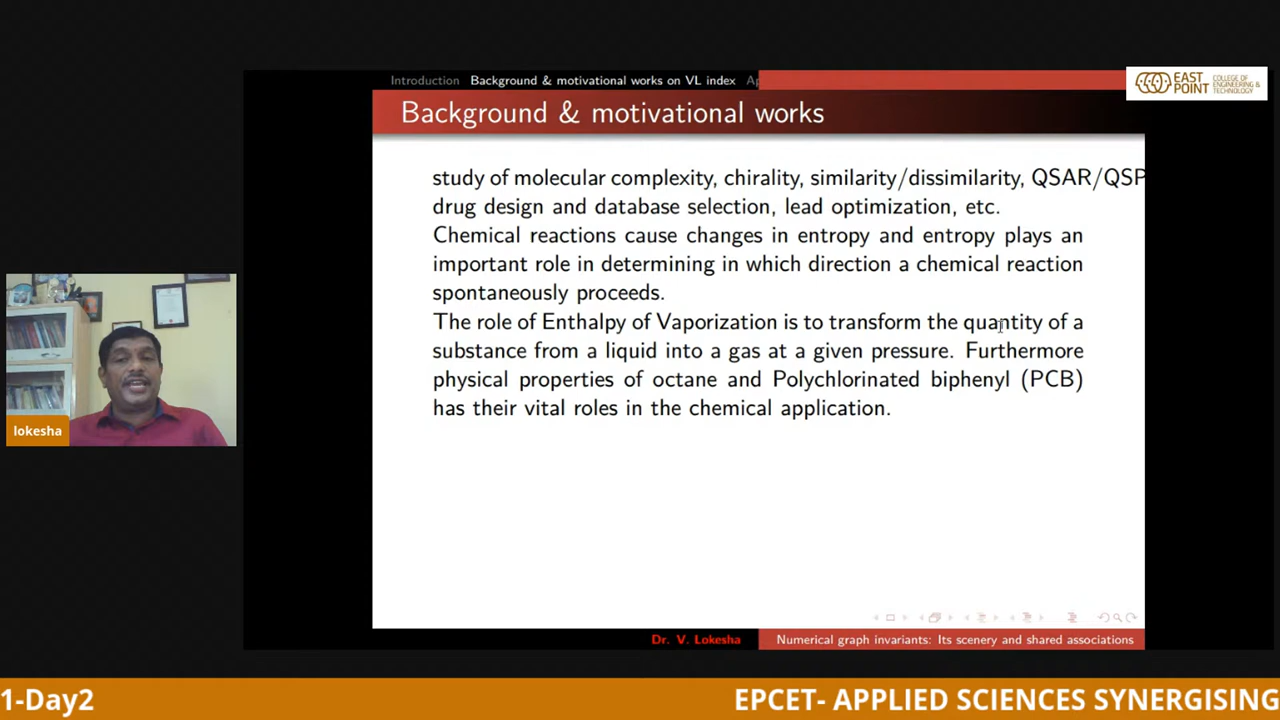 Introduction Background & motivational works on VL index Ap
EAST POINT
COLLEGE OF ENGINEERING & TECHNOLOGY
Background & motivational works
study of molecular complexity, chirality, similarity/dissimilarity, QSAR/QSP
drug design and database selection, lead optimization, etc.
Chemical reactions cause changes in entropy and entropy plays an
important role in determining in which direction a chemical reaction
spontaneously proceeds.
The role of Enthalpy of Vaporization is to transform the quantity of a
substance from a liquid into a gas at a given pressure. Furthermore
physical properties of octane and Polychlorinated biphenyl (PCB)
has their vital roles in the chemical application.
lokesha
Dr. V. Lokesha Numerical graph invariants: Its scenery and shared associations
1-Day2 EPCET- APPLIED SCIENCES SYNERGISING